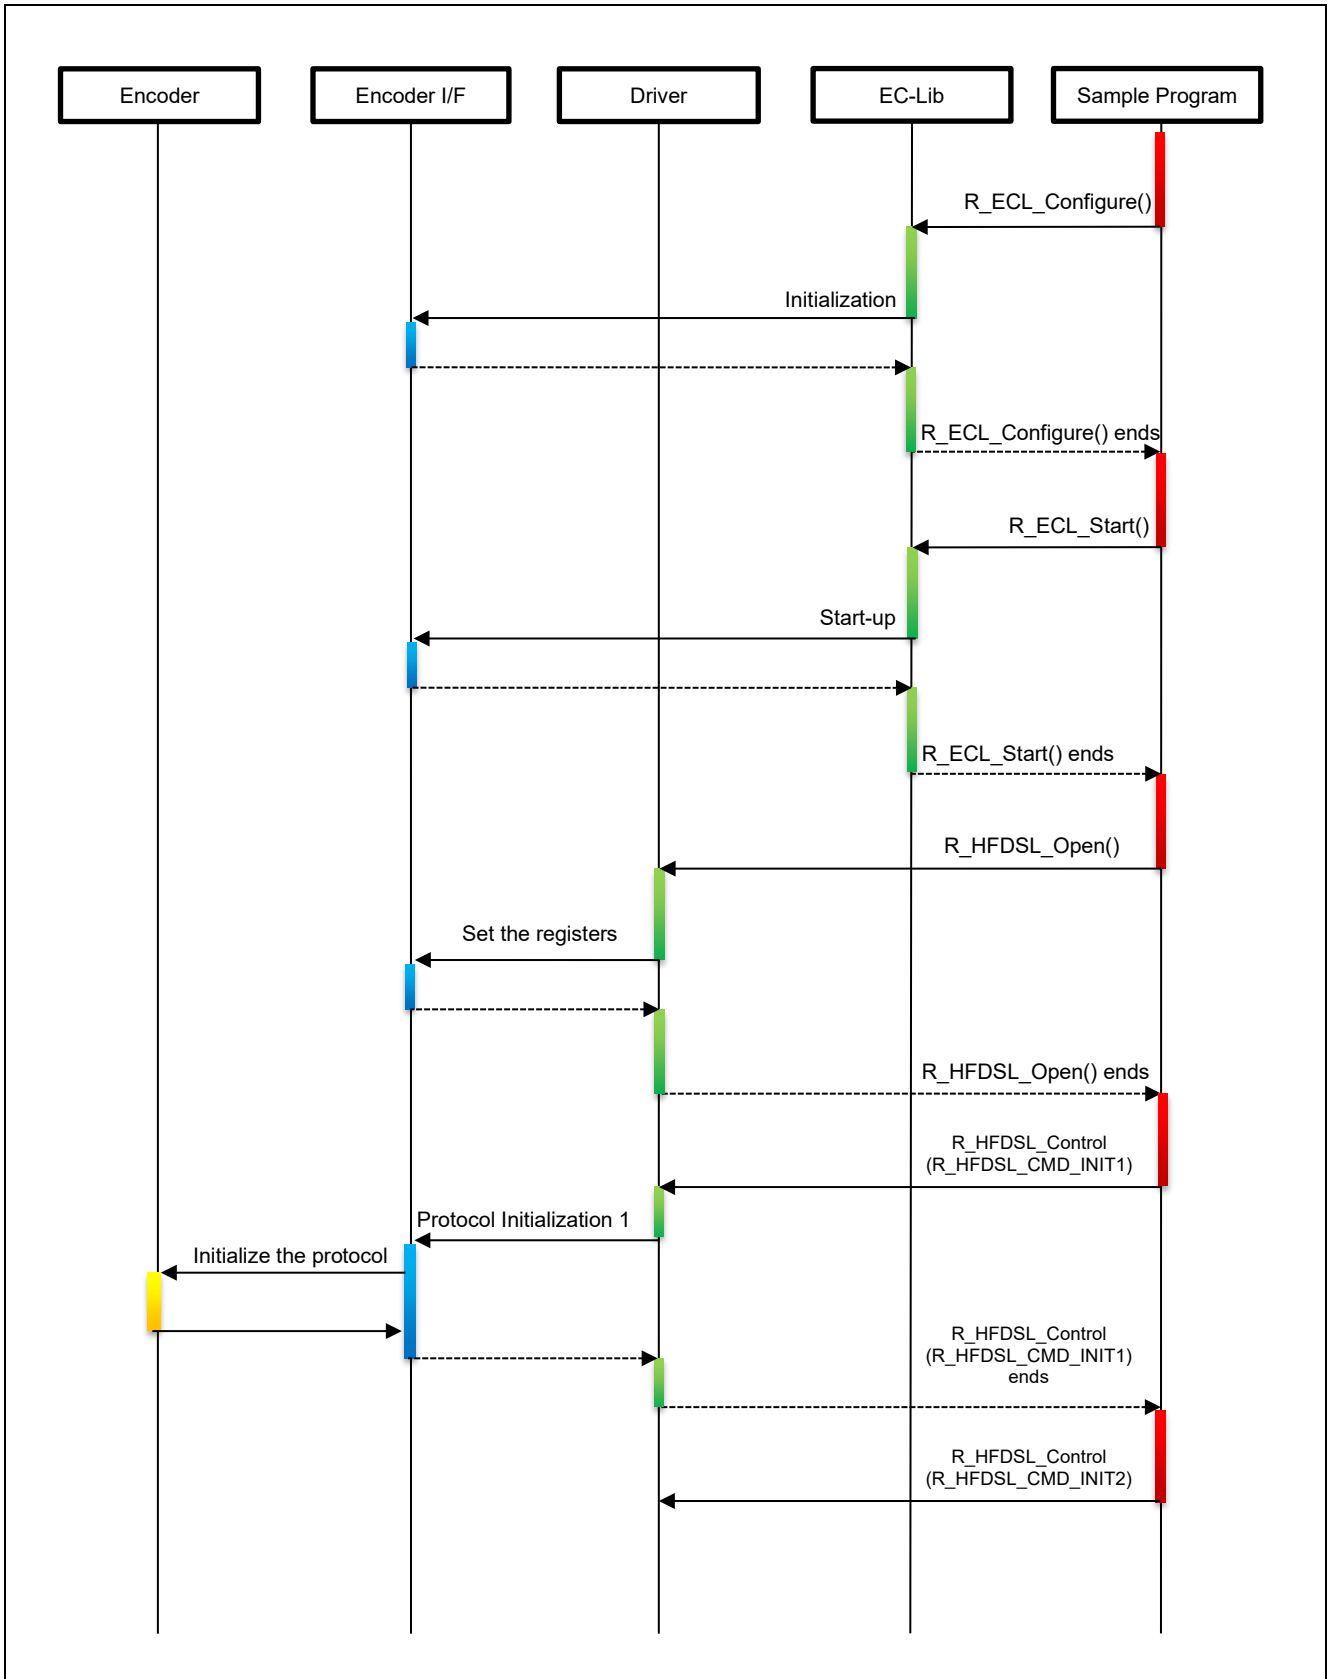 Encoder
Encoder I/F
Driver
EC-Lib
Sample Program
R_ECL_Configure()
Initialization
R_ECL_Configure() ends
R_ECL_Start()
Start-up
R_ECL_Start() ends
R_HFDSL_Open()
Set the registers
R_HFDSL_Open() ends
R_HFDSL_Control
(R_HFDSL_CMD_INIT1)
Protocol Initialization 1
Initialize the protocol
R_HFDSL_Control
(R_HFDSL_CMD_INIT1)
ends
R_HFDSL_Control
(R_HFDSL_CMD_INIT2)